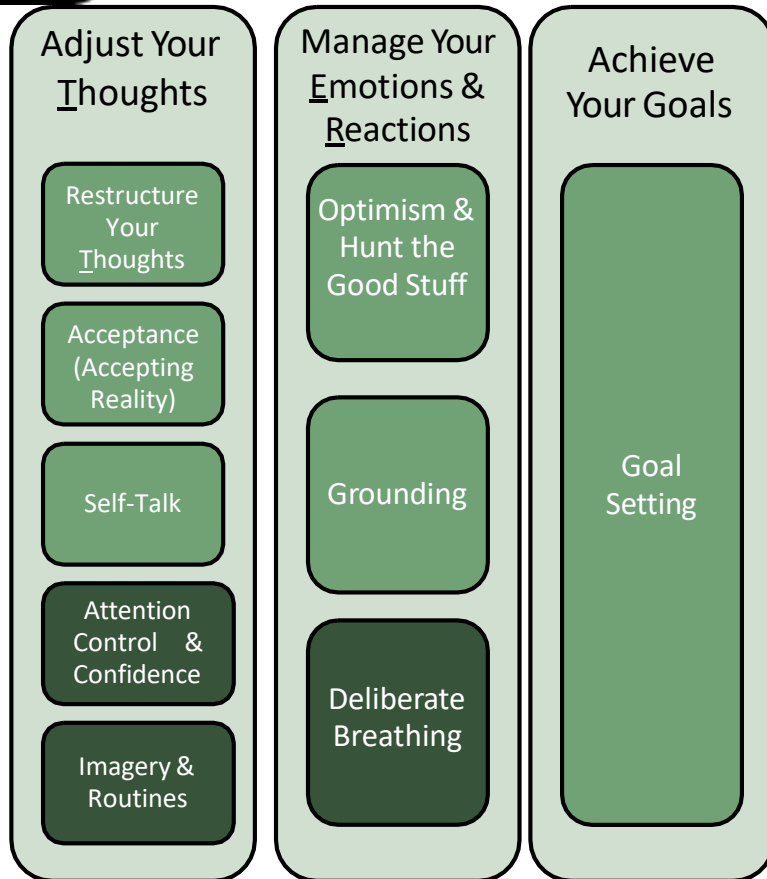 Adjust Your
Thoughts
Restructure
Your
Thoughts
Acceptance
(Accepting
Reality)
Self-Talk
Attention
Control &
Confidence
Imagery &
Routines
Manage Your
Emotions &
Reactions
Optimism &
Hunt the
Good Stuff
Grounding
Deliberate
Breathing
Achieve
Your Goals
Goal
Setting